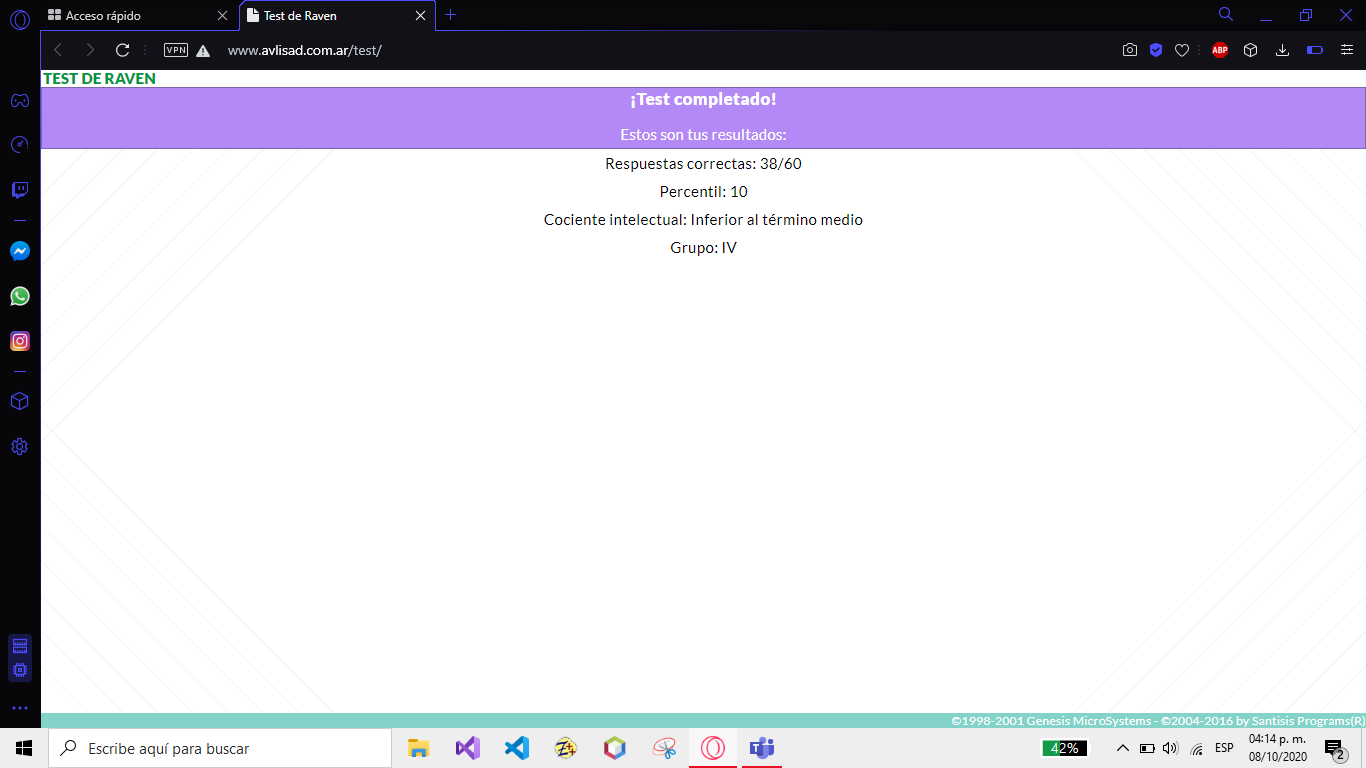 Acceso rápido
Test de Raven
VPN
www.avlisad.com.ar/test/
ABP
TEST DE RAVEN
¡Test completado!
Estos son tus resultados:
Respuestas correctas: 38/60
Percentil: 10
Cociente intelectual: Inferior al término medio
Grupo: IV
©1998-2001 Genesis MicroSystems - ©2004-2016 by Santisis Programs(R)
Escribe aquí para buscar
42%
ESP
04:14 p. m.
08/10/2020
2